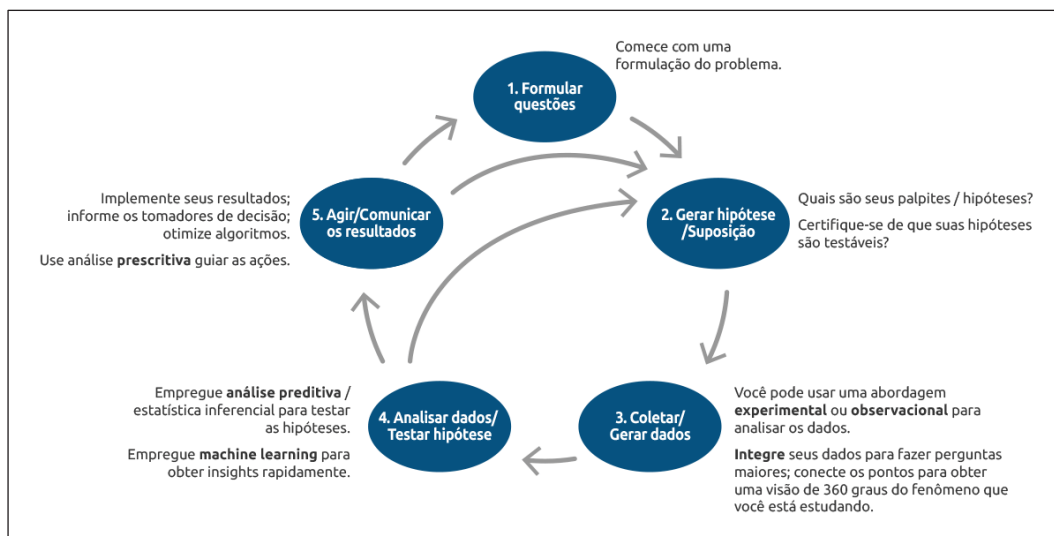 1. Formular
questões
Comece com uma
formulação do problema.
2. Gerar hipótese
/Suposição
Quais são seus palpites / hipóteses?
Certifique-se de que suas hipóteses
são testáveis?
3. Coletar/
Gerar dados
Você pode usar uma abordagem
experimental ou observacional para
analisar os dados.
Integre seus dados para fazer perguntas
maiores; conecte os pontos para obter
uma visão de 360 graus do fenômeno que
você está estudando.
4. Analisar dados/
Testar hipótese
Empregue análise preditiva /
estatística inferencial para testar
as hipóteses.
Empregue machine learning para
obter insights rapidamente.
5. Agir/Comunicar
os resultados
Implemente seus resultados;
informe os tomadores de decisão;
otimize algoritmos.
Use análise prescritiva guiar as ações.